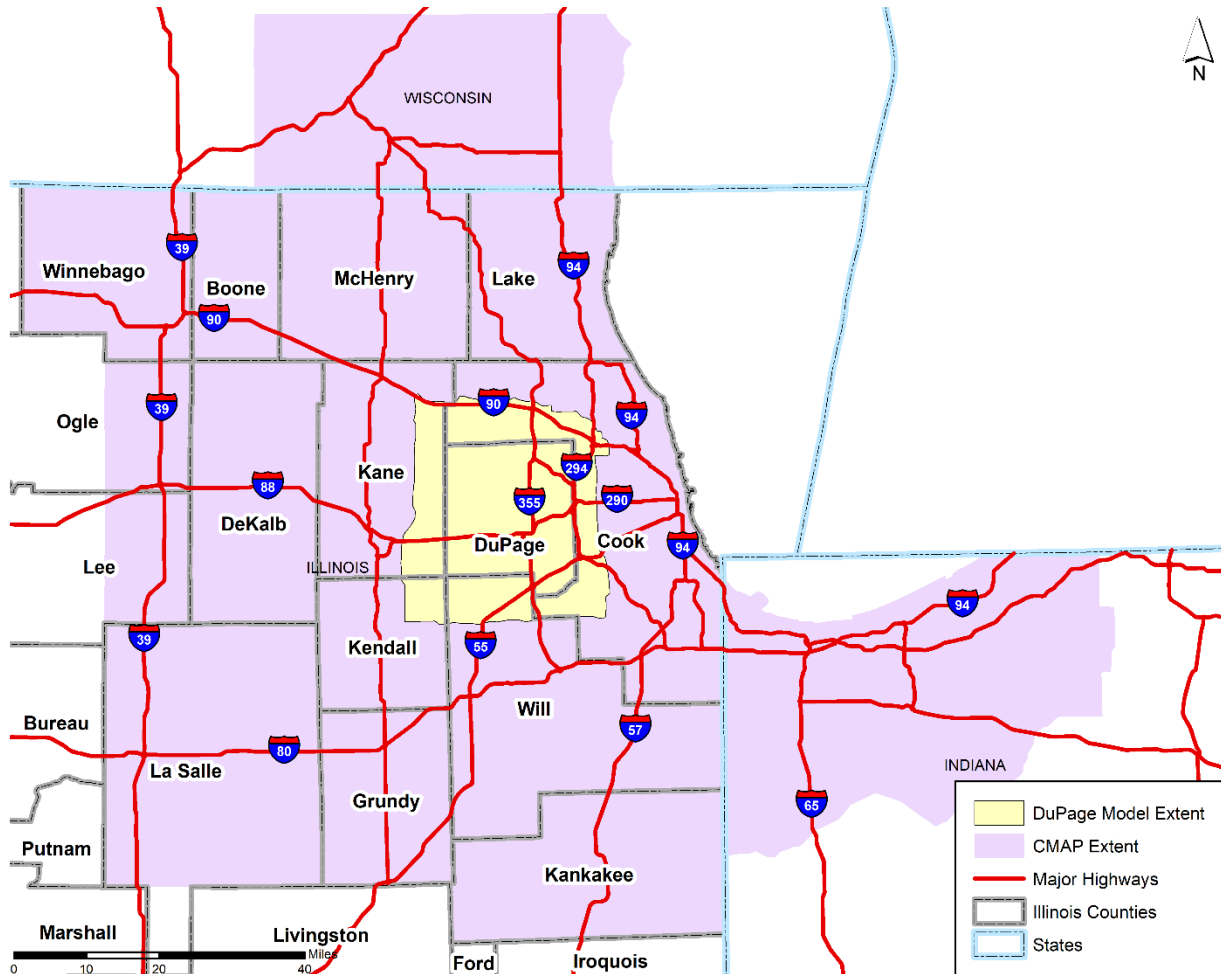 N
WISCONSIN
39
94
Winnebago
Boone
McHenry
Lake
90
Ogle
39
90
94
Kane
294
88
355
290
DeKalb
DuPage
Cook
94
Lee
ILLINOIS
94
39
Kendall
55
Bureau
Will
57
La Salle
80
INDIANA
Grundy
65
Putnam
Kankakee
Marshall
Livingston
Ford
Iroquois
Miles
0 10 20 40
DuPage Model Extent
CMAP Extent
Major Highways
Illinois Counties
States